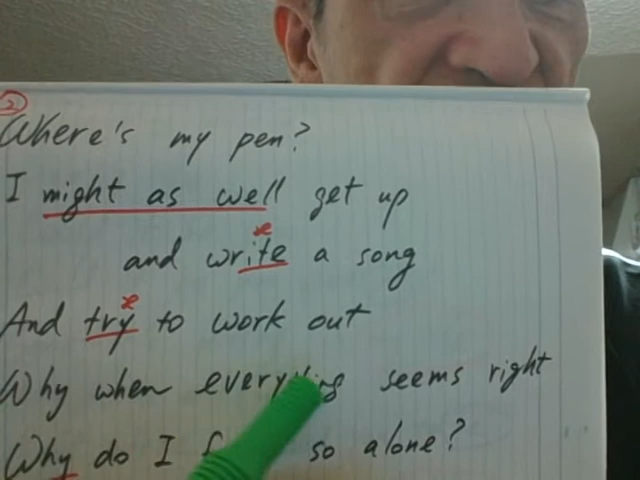 2
Where's my pen?
I might as well get up
and write a song
And try to work out
Why when seems right
Why do I so alone?